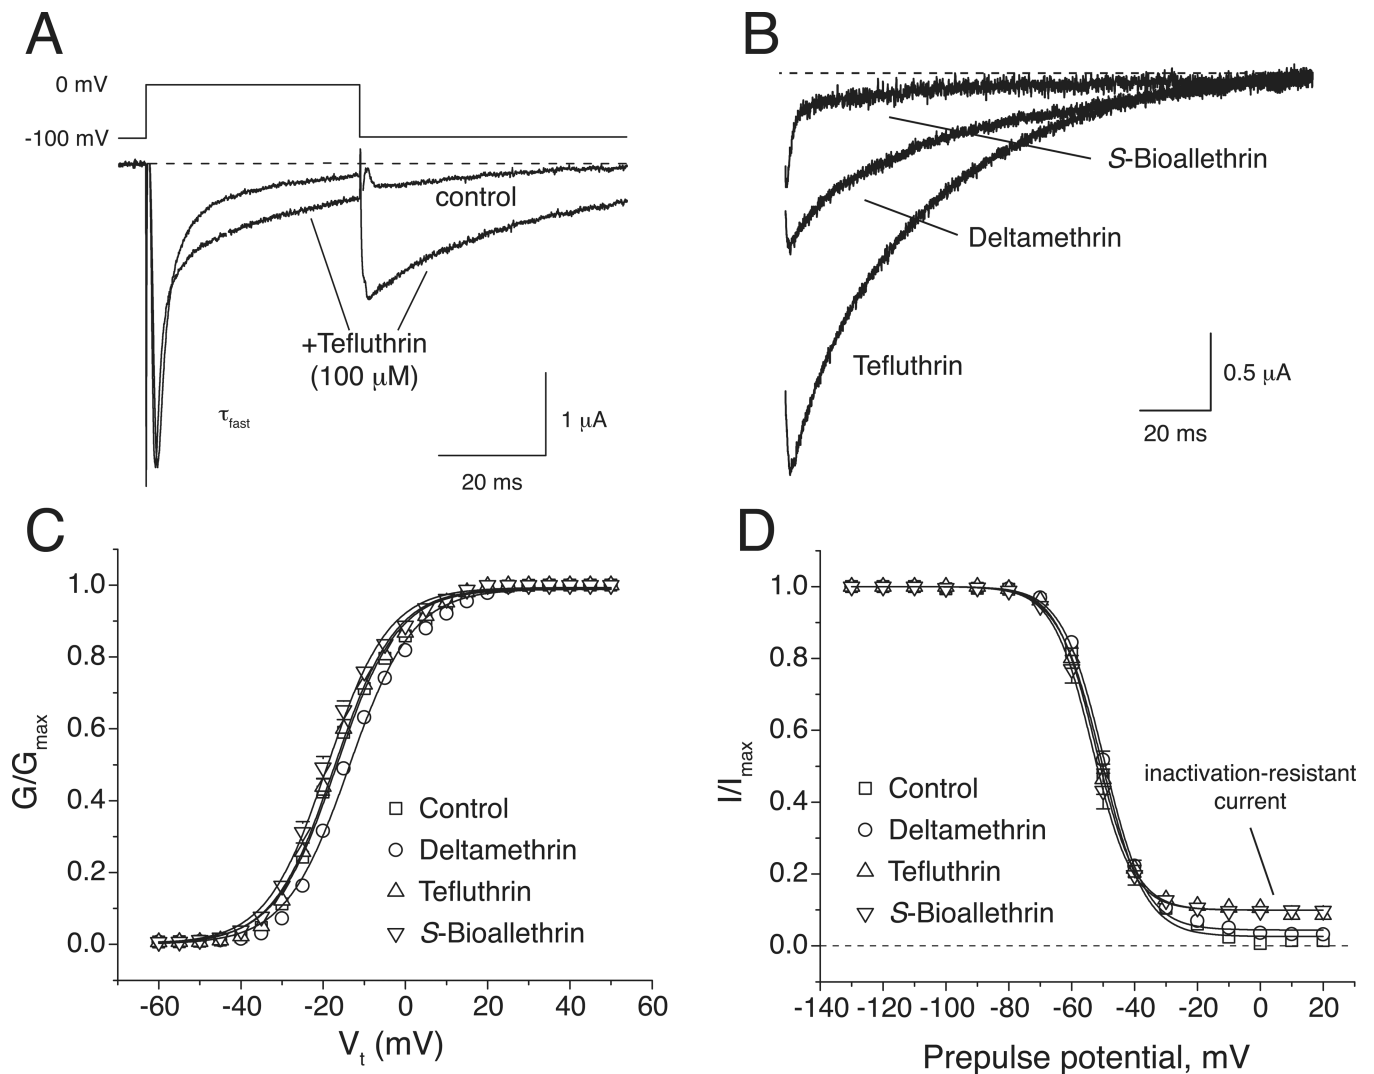 A
0 mV
-100 mV
control
+Tefluthrin
(100 μM)
τfast
1 μA
20 ms
B
S-Bioallethrin
Deltamethrin
Tefluthrin
0.5 μA
20 ms
C
1.0
0.8
0.6
0.4
0.2
0.0
G/Gmax
Control
Deltamethrin
Tefluthrin
S-Bioallethrin
-60 -40 -20 0 20 40 60
Vt (mV)
D
1.0
0.8
0.6
0.4
0.2
0.0
I/Imax
inactivation-resistant
current
Control
Deltamethrin
Tefluthrin
S-Bioallethrin
-140 -120 -100 -80 -60 -40 -20 0 20
Prepulse potential, mV